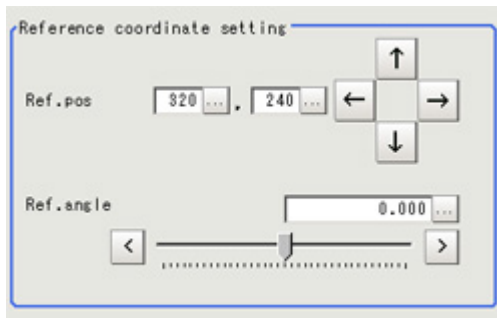 Reference coordinate setting
Ref.pos 320 ... , 240 ...
Ref.angle 0.000 ...